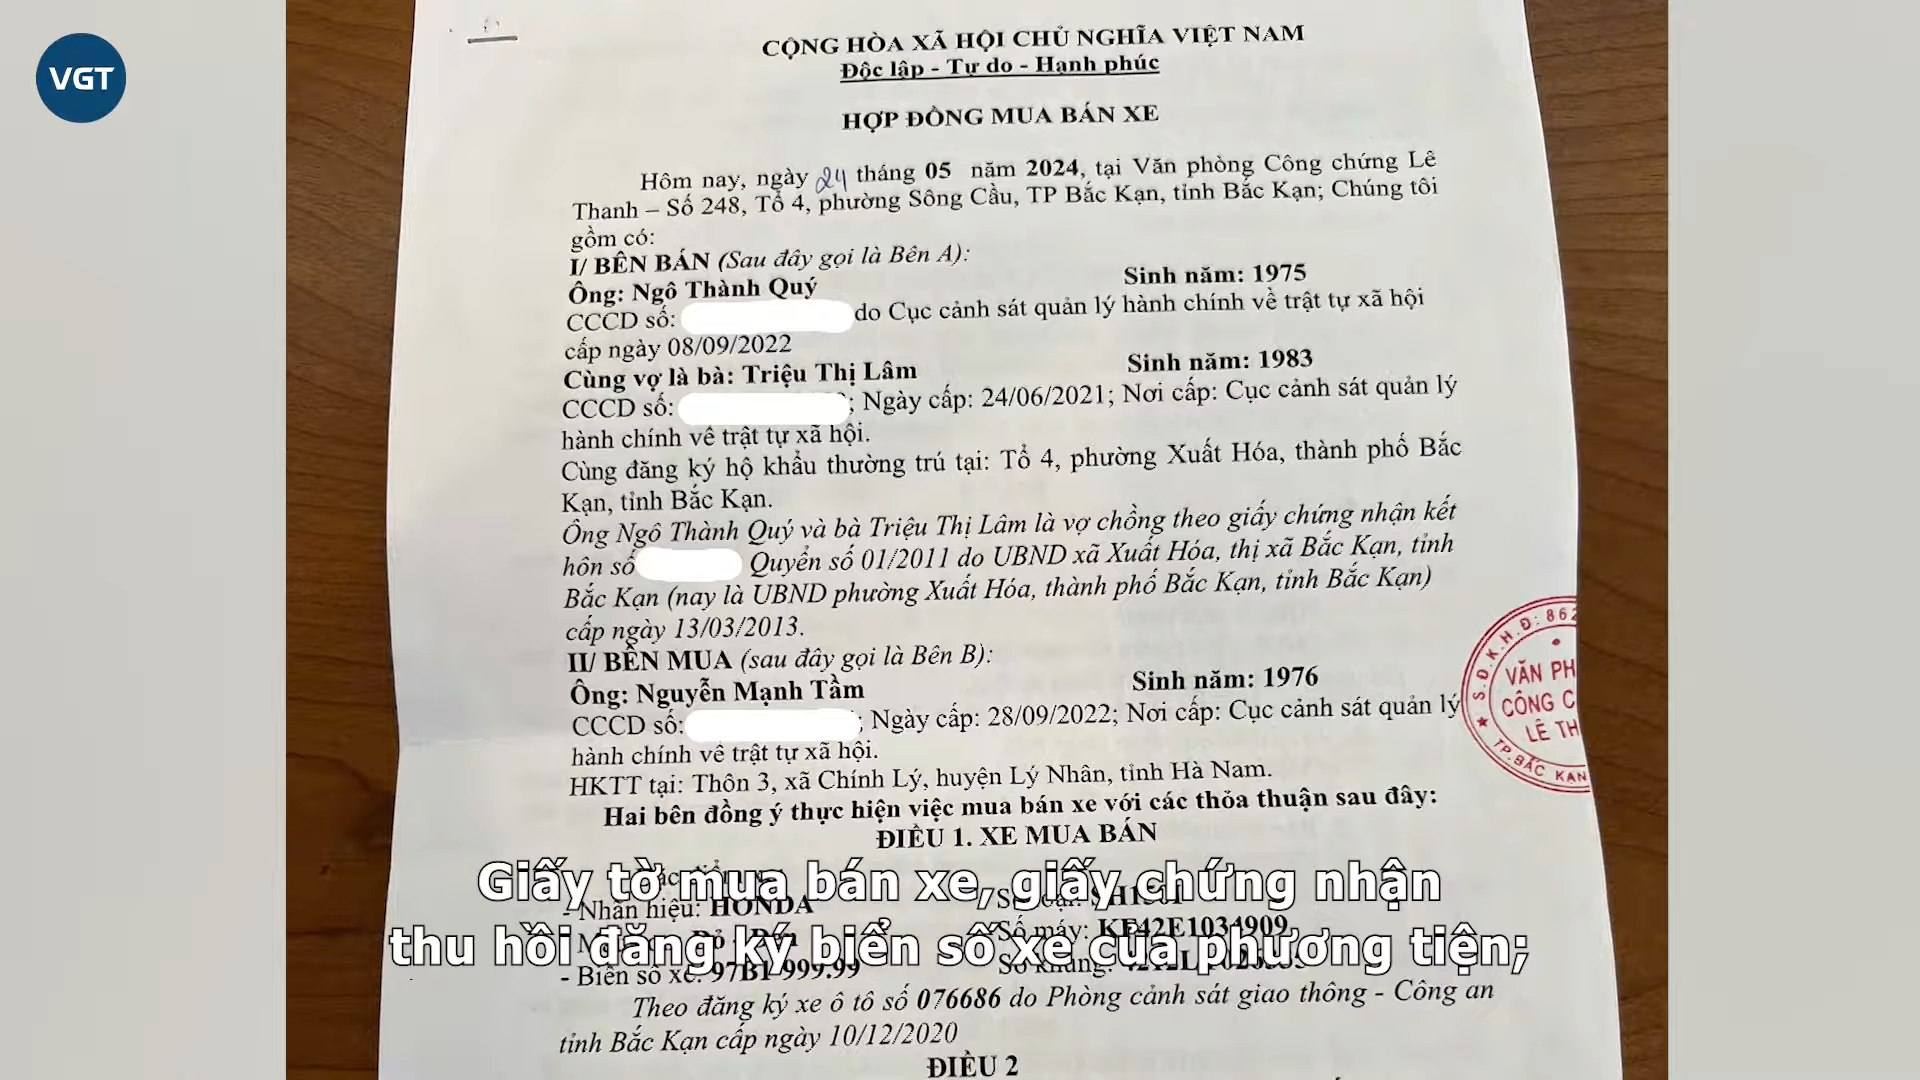 VGT
CỘNG HÒA XÃ HỘI CHỦ NGHĨA VIỆT NAM
Độc lập - Tự do - Hạnh phúc
HỢP ĐỒNG MUA BÁN XE
Hôm nay, ngày 24 tháng 05 năm 2024, tại Văn phòng Công chứng Lê
Thanh – Số 248, Tổ 4, phường Sông Cầu, TP Bắc Kạn, tỉnh Bắc Kạn; Chúng tôi
gồm có:
I/ BÊN BÁN (Sau đây gọi là Bên A):
Ông: Ngô Thành Quý Sinh năm: 1975
CCCD số: do Cục cảnh sát quản lý hành chính về trật tự xã hội
cấp ngày 08/09/2022
Cùng vợ là bà: Triệu Thị Lâm Sinh năm: 1983
CCCD số: ; Ngày cấp: 24/06/2021; Nơi cấp: Cục cảnh sát quản lý
hành chính về trật tự xã hội.
Cùng đăng ký hộ khẩu thường trú tại: Tổ 4, phường Xuất Hóa, thành phố Bắc
Kạn, tỉnh Bắc Kạn.
Ông Ngô Thành Quý và bà Triệu Thị Lâm là vợ chồng theo giấy chứng nhận kết
hôn số Quyển số 01/2011 do UBND xã Xuất Hóa, thị xã Bắc Kạn, tỉnh
Bắc Kạn (nay là UBND phường Xuất Hóa, thành phố Bắc Kạn, tỉnh Bắc Kạn)
cấp ngày 13/03/2013.
II/ BÊN MUA (sau đây gọi là Bên B):
Ông: Nguyễn Mạnh Tầm Sinh năm: 1976
CCCD số: ; Ngày cấp: 28/09/2022; Nơi cấp: Cục cảnh sát quản lý
hành chính về trật tự xã hội.
HKTT tại: Thôn 3, xã Chính Lý, huyện Lý Nhân, tỉnh Hà Nam.
Hai bên đồng ý thực hiện việc mua bán xe với các thỏa thuận sau đây:
S.Đ.K.H.Đ: 862
VĂN PH
CÔNG C
LÊ TH
TP.BẮC KẠN
ĐIỀU 1. XE MUA BÁN
Giấy tờ mua bán xe, giấy chứng nhận
- Nhãn hiệu: HONDA
Số máy: KF42E1034909
thu hồi đăng ký biển số xe của phương tiện;
- Biển số xe: 97B1-999.99 Số khung:
Theo đăng ký xe ô tô số 076686 do Phòng cảnh sát giao thông - Công an
tỉnh Bắc Kạn cấp ngày 10/12/2020
ĐIỀU 2